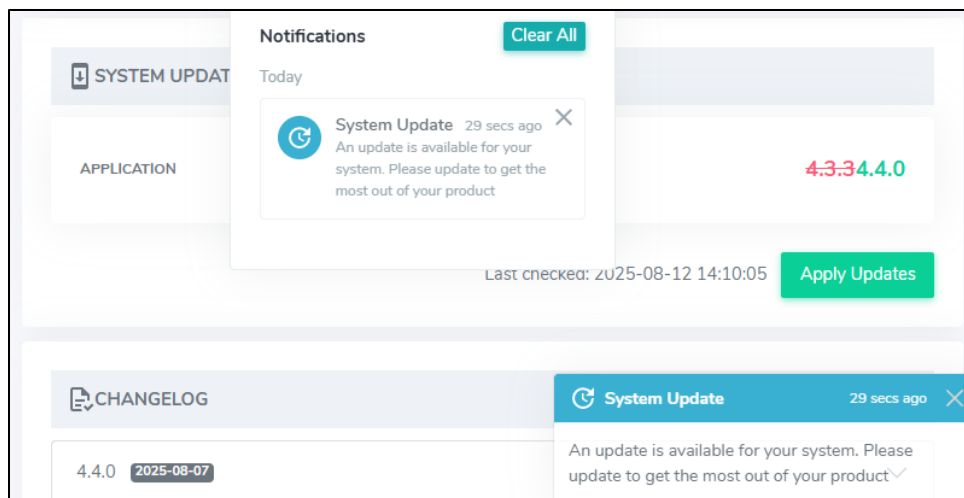 Notifications
Clear All
SYSTEM UPDAT
Today
System Update 29 secs ago
An update is available for your
system. Please update to get the
most out of your product
APPLICATION
4.3.34.4.0
Last checked: 2025-08-12 14:10:05
Apply Updates
CHANGELOG
4.4.0 2025-08-07
System Update 29 secs ago
An update is available for your system. Please
update to get the most out of your product